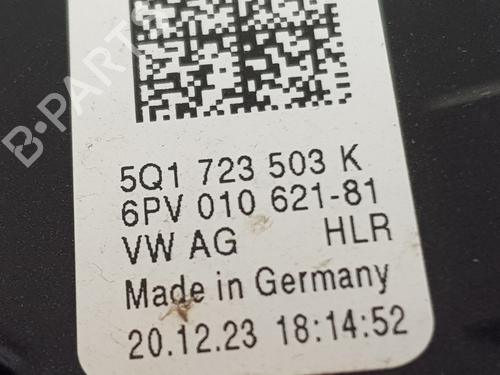 5Q1 723 503 K
6PV 010 621-81
VW AG HLR
Made in Germany
20.12.23 18:14:52
B-PARTS